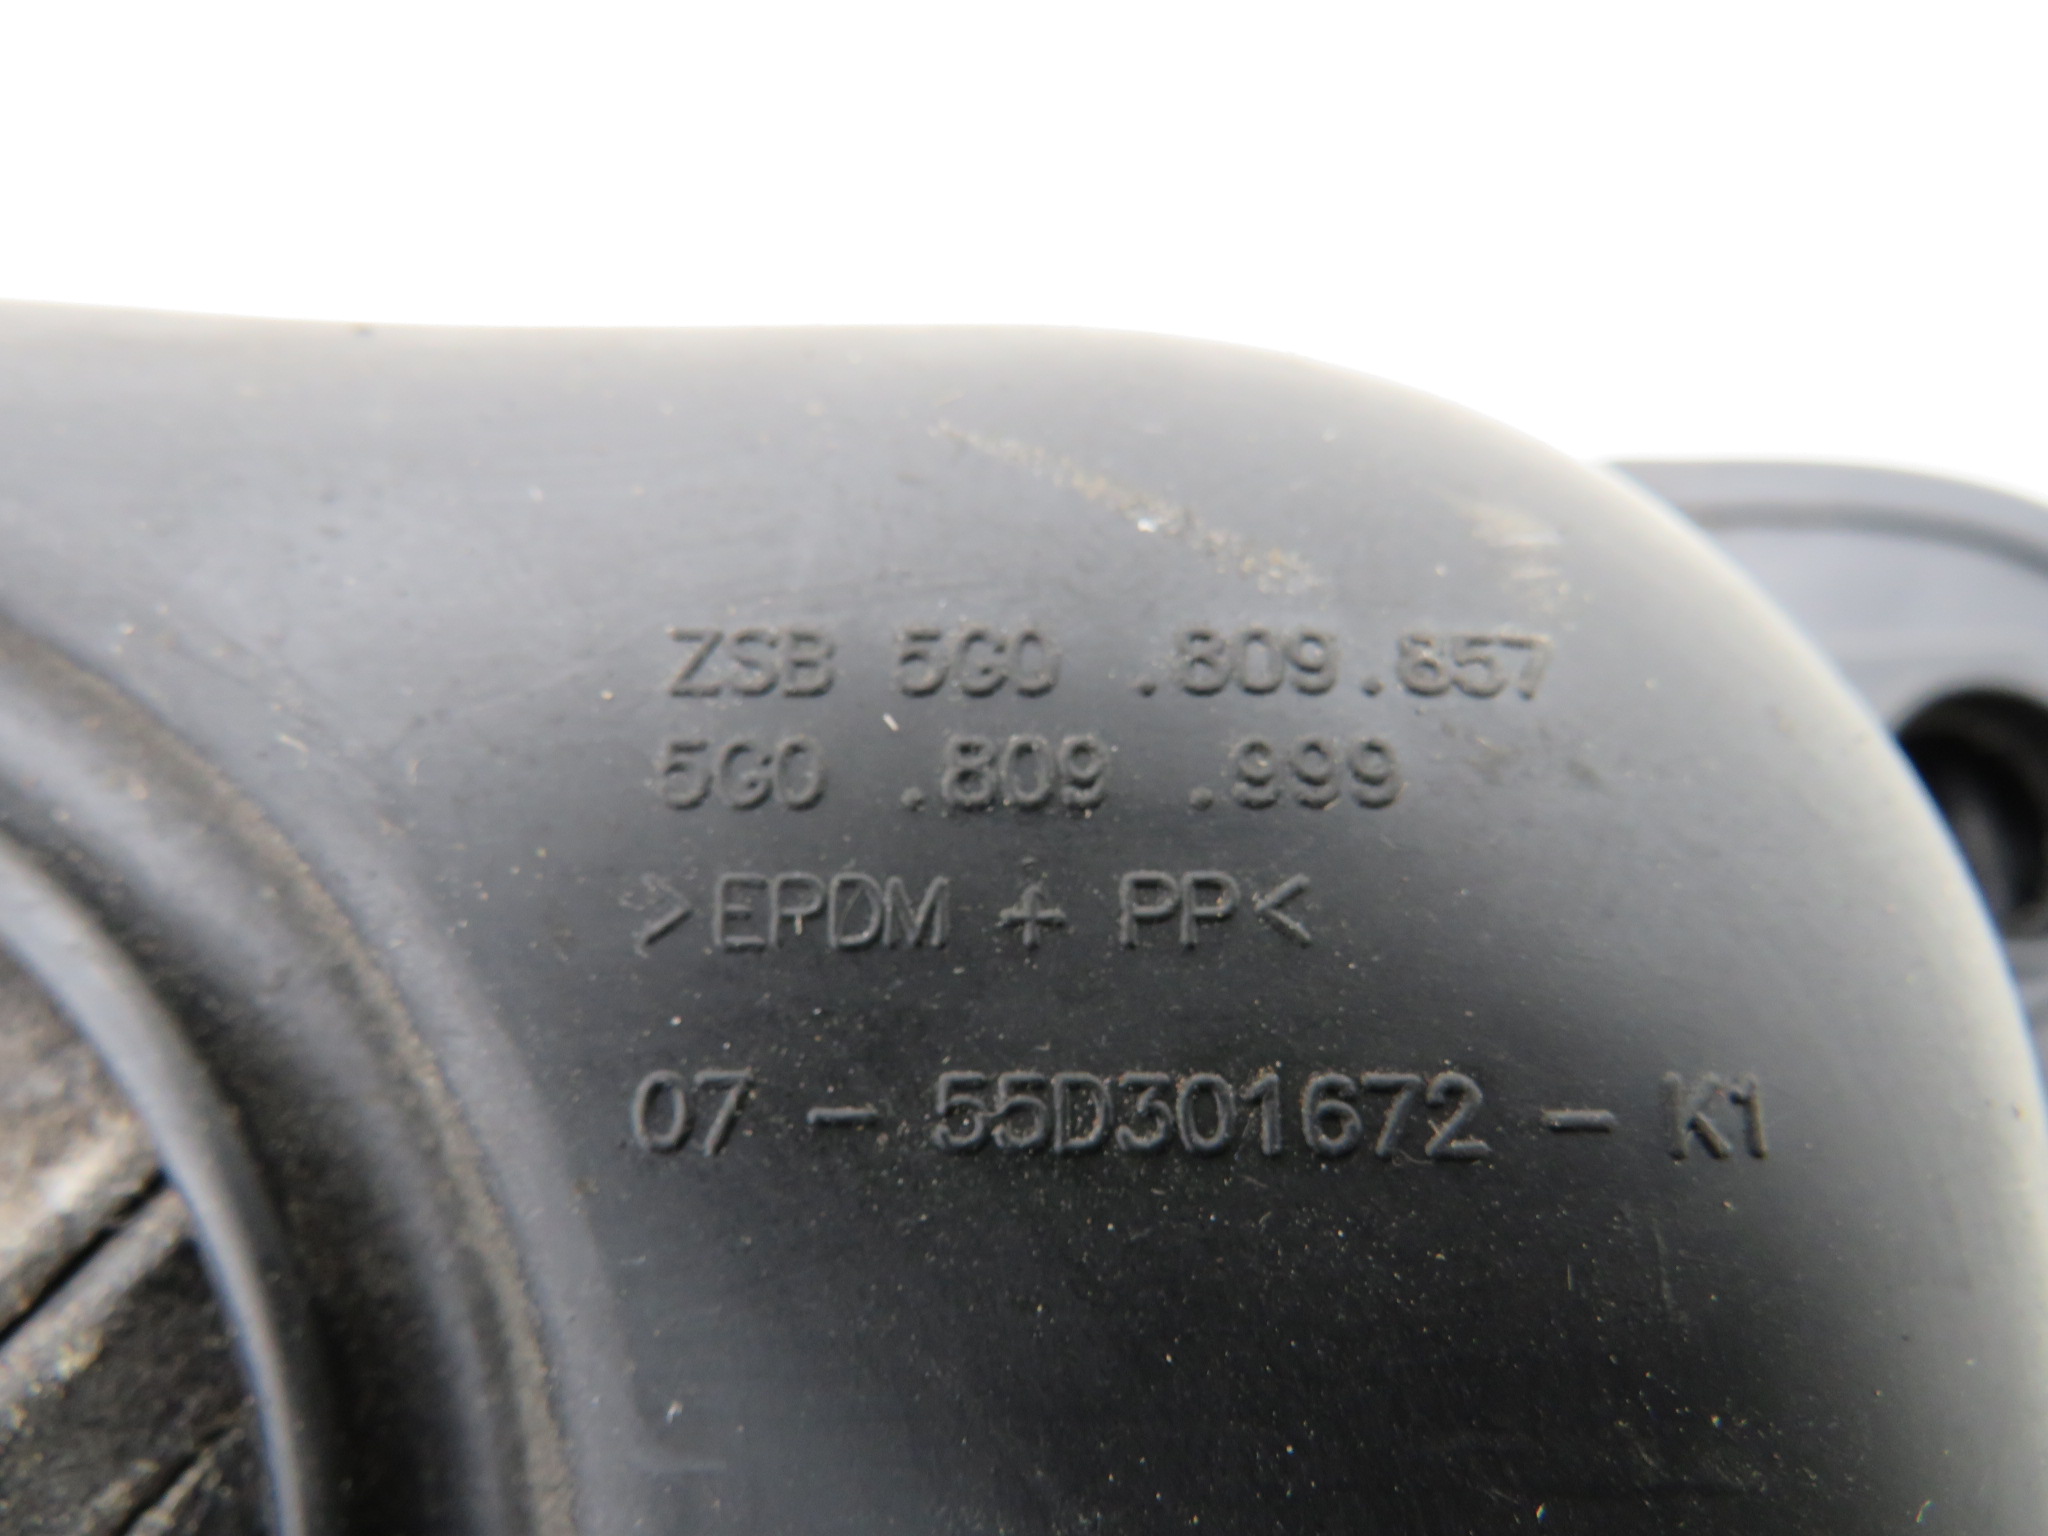 ZSB 5G0 .809.857
5G0 .809 .999
>EPDM + PP<
07 - 55D301672 - K1